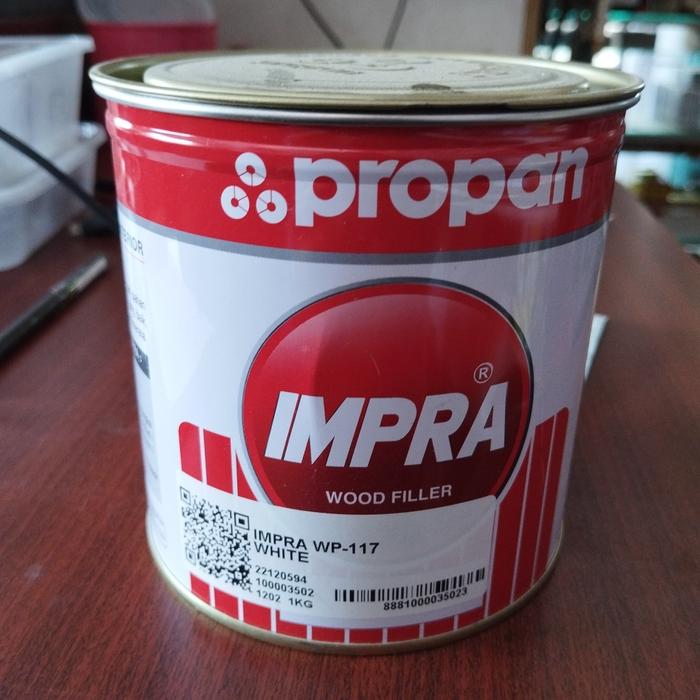 propan
IMPRA®
WOOD FILLER
IMPRA WP-117
WHITE
22120594
100003502
1202 1KG
8881000035023